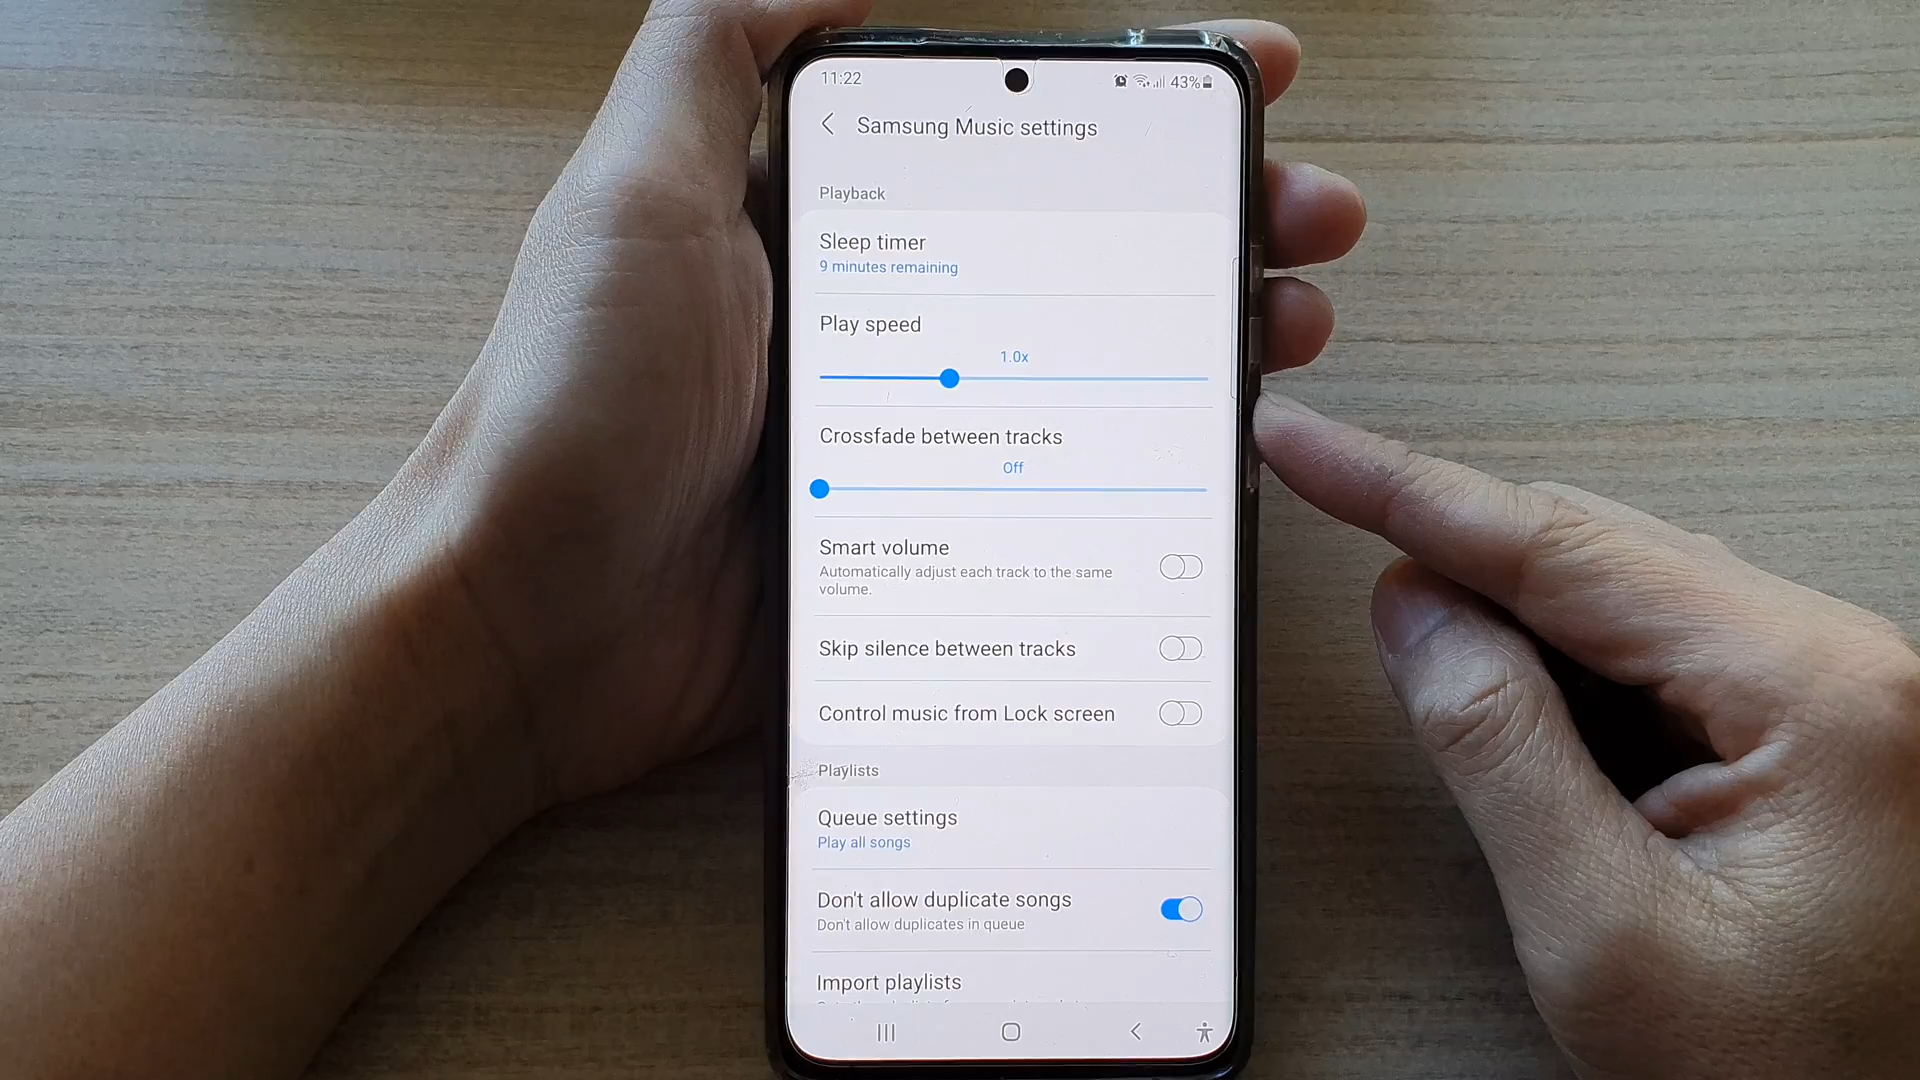 11:22
43%
Samsung Music settings
Playback
Sleep timer
9 minutes remaining
Play speed
1.0x
Crossfade between tracks
Off
Smart volume
Automatically adjust each track to the same
volume.
Skip silence between tracks
Control music from Lock screen
Playlists
Queue settings
Play all songs
Don't allow duplicate songs
Don't allow duplicates in queue
Import playlists